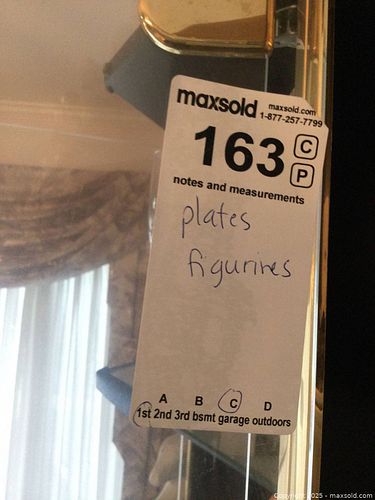 maxsold maxsold.com
1-877-257-7799
163 C
P
notes and measurements
plates
figurines
A B C D
1st 2nd 3rd bsmt garage outdoors
Copyright 2025 - maxsold.com